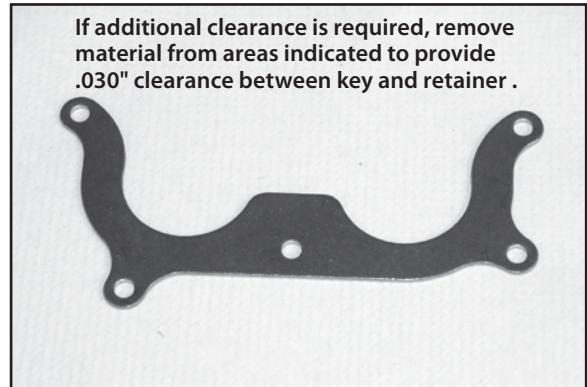 If additional clearance is required, remove
material from areas indicated to provide
.030" clearance between key and retainer .